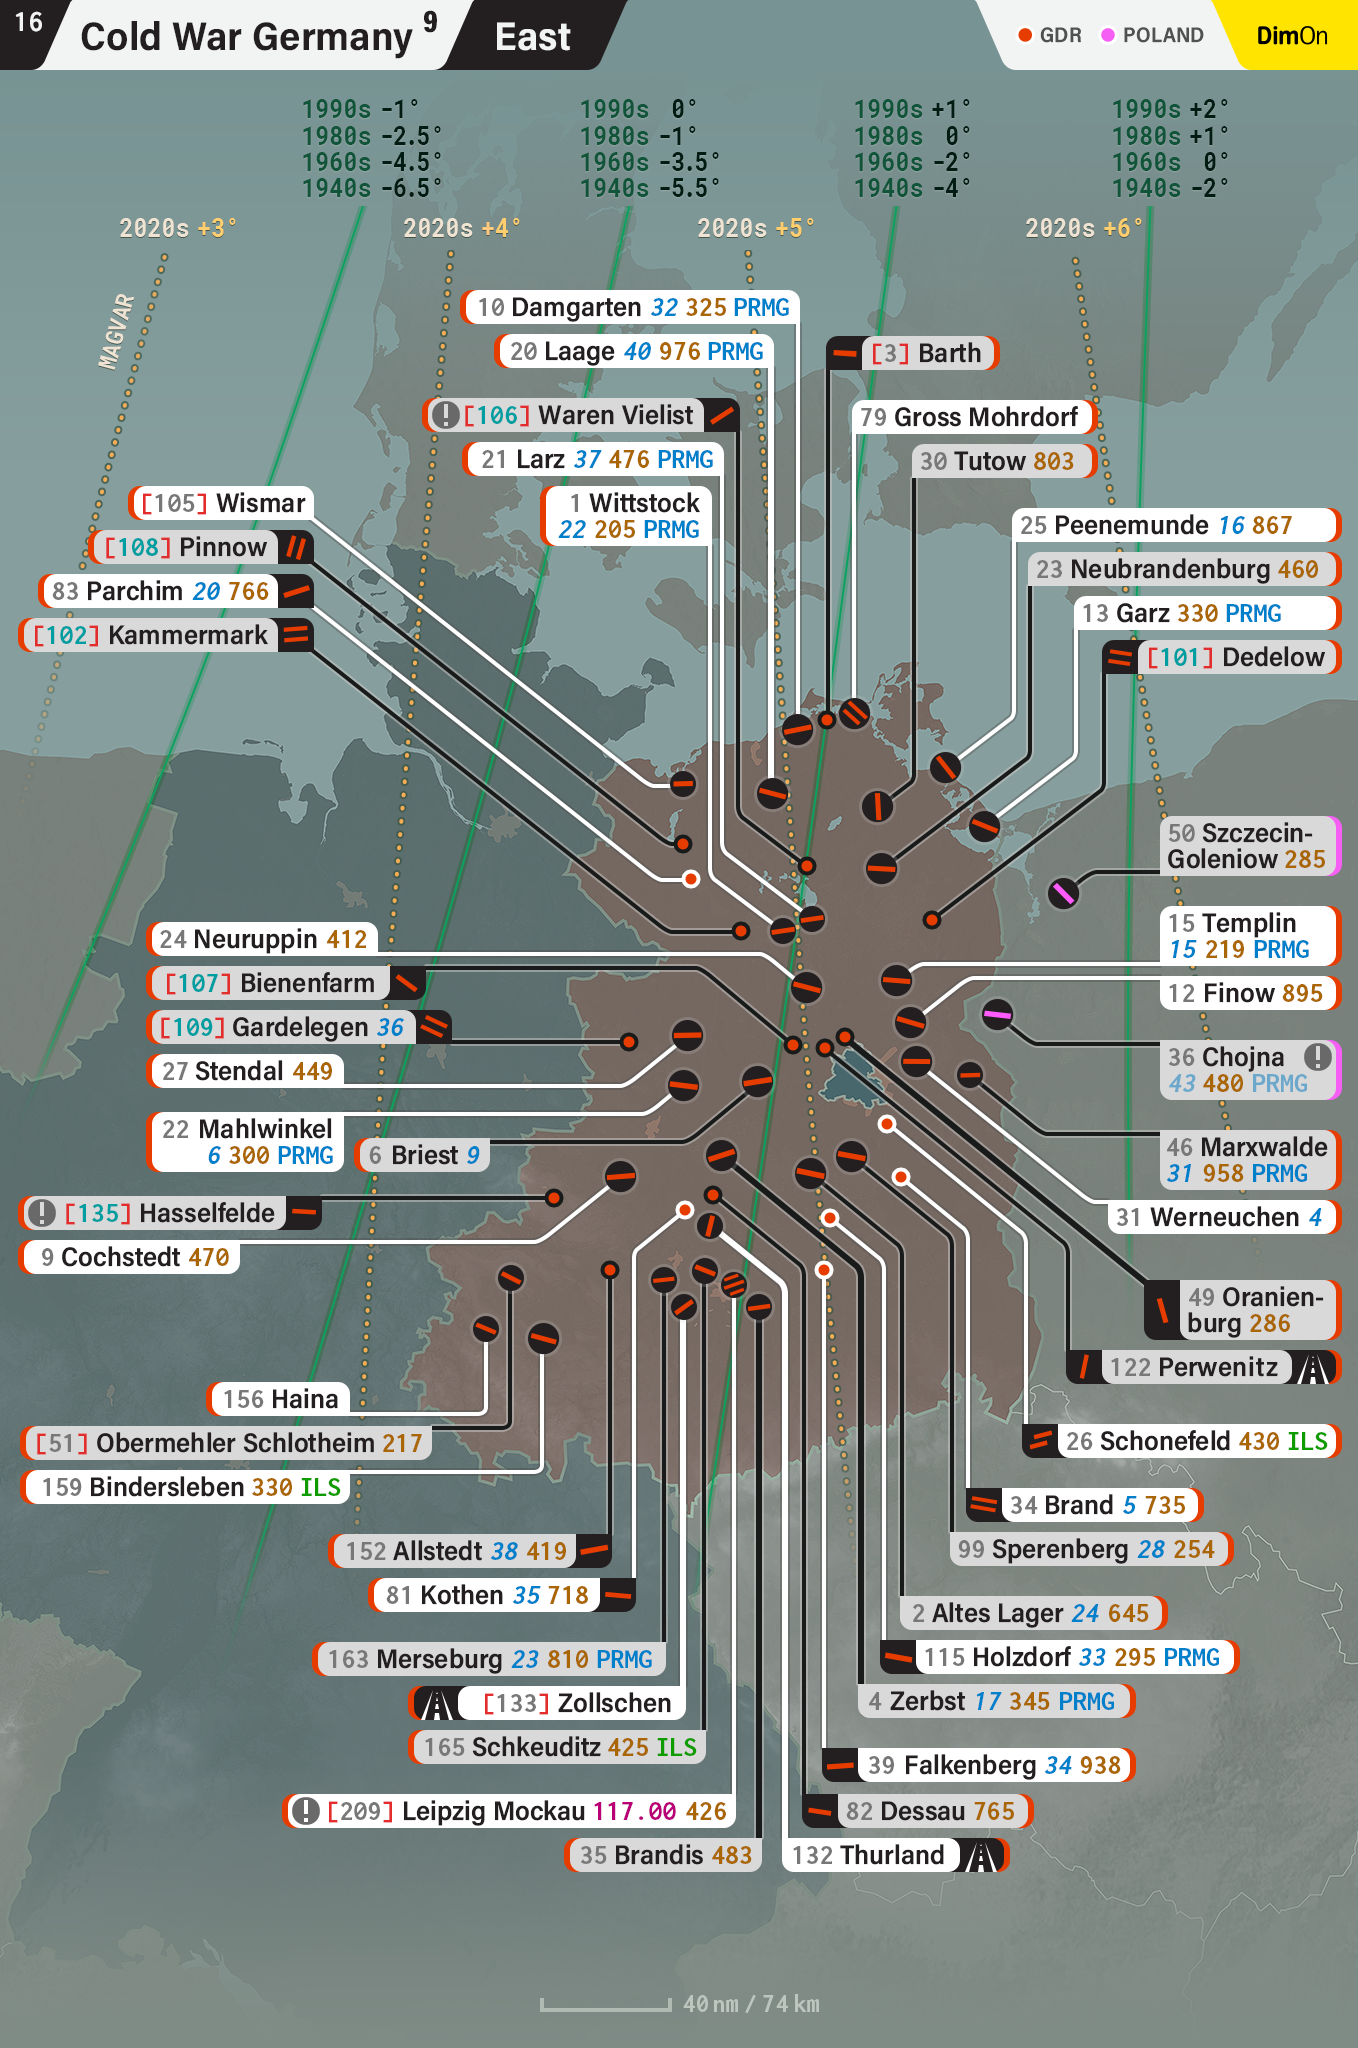 16
Cold War Germany 9
East
GDR
POLAND
DimOn
1990s -1°
1980s -2.5°
1960s -4.5°
1940s -6.5°
1990s 0°
1980s -1°
1960s -3.5°
1940s -5.5°
1990s +1°
1980s 0°
1960s -2°
1940s -4°
1990s +2°
1980s +1°
1960s 0°
1940s -2°
2020s +3°
2020s +4°
2020s +5°
2020s +6°
MAGVAR
10 Damgarten 32 325 PRMG
20 Laage 40 976 PRMG
[3] Barth
[106] Waren Vielist
79 Gross Mohrdorf
21 Larz 37 476 PRMG
30 Tutow 803
1 Wittstock
22 205 PRMG
[105] Wismar
25 Peenemunde 16 867
[108] Pinnow
23 Neubrandenburg 460
83 Parchim 20 766
13 Garz 330 PRMG
[102] Kammermark
[101] Dedelow
50 Szczecin-
Goleniow 285
15 Templin
15 219 PRMG
24 Neuruppin 412
[107] Bienenfarm
12 Finow 895
[109] Gardelegen 36
36 Chojna
43 480 PRMG
27 Stendal 449
22 Mahlwinkel
6 300 PRMG
6 Briest 9
46 Marxwalde
31 958 PRMG
[135] Hasselfelde
31 Werneuchen 4
9 Cochstedt 470
49 Oranien-
burg 286
122 Perwenitz
156 Haina
[51] Obermehler Schlotheim 217
26 Schonefeld 430 ILS
159 Bindersleben 330 ILS
34 Brand 5 735
152 Allstedt 38 419
99 Sperenberg 28 254
81 Kothen 35 718
2 Altes Lager 24 645
163 Merseburg 23 810 PRMG
115 Holzdorf 33 295 PRMG
[133] Zollschen
4 Zerbst 17 345 PRMG
165 Schkeuditz 425 ILS
39 Falkenberg 34 938
[209] Leipzig Mockau 117.00 426
82 Dessau 765
35 Brandis 483
132 Thurland
40 nm / 74 km